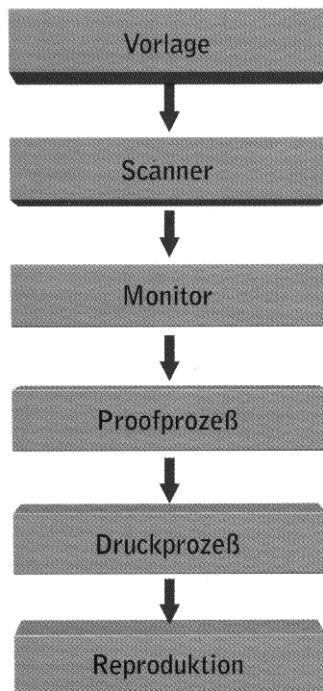 Vorlage
Scanner
Monitor
Proofprozeß
Druckprozeß
Reproduktion